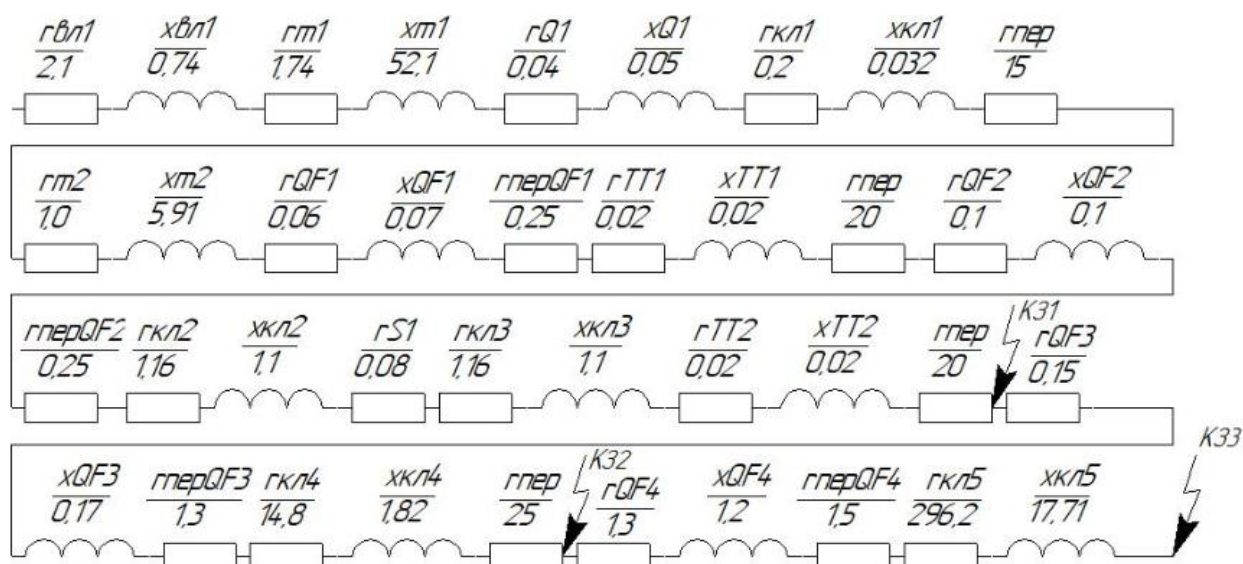 rвл1 xвл1 rт1 xт1 rQ1 xQ1 rкл1 xкл1 rпер
2,1 0,74 1,74 52,1 0,04 0,05 0,2 0,032 15
rт2 xт2 rQF1 xQF1 rперQF1 rТТ1 xТТ1 rпер rQF2 xQF2
1,0 5,91 0,06 0,07 0,25 0,02 0,02 20 0,1 0,1
rперQF2 rкл2 xкл2 rS1 rкл3 xкл3 rТТ2 xТТ2 rпер КЗ1 rQF3
0,25 1,16 1,1 0,08 1,16 1,1 0,02 0,02 20 0,15
xQF3 rперQF3 rкл4 xкл4 rпер КЗ2 rQF4 xQF4 rперQF4 rкл5 xкл5 КЗ3
0,17 1,3 14,8 1,82 25 1,3 1,2 1,5 296,2 17,71